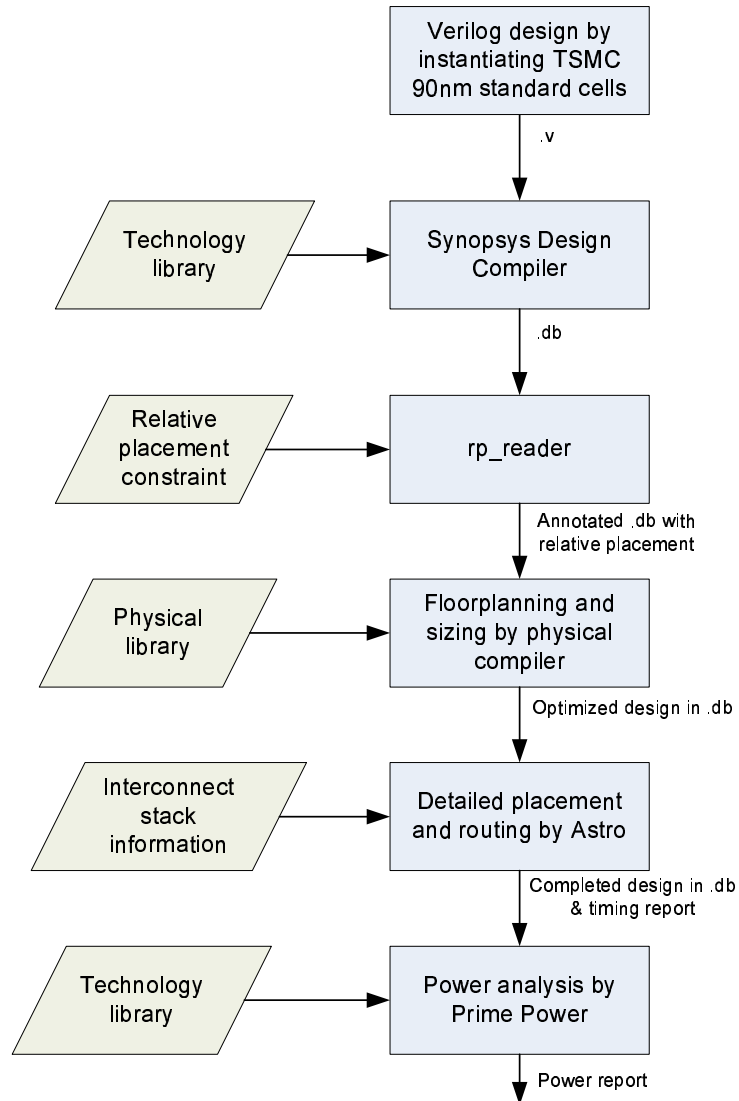 Verilog design by
instantiating TSMC
90nm standard cells
.v
Technology
library
Synopsys Design
Compiler
.db
Relative
placement
constraint
rp_reader
Annotated .db with
relative placement
Physical
library
Floorplanning and
sizing by physical
compiler
Optimized design in .db
Interconnect
stack
information
Detailed placement
and routing by Astro
Completed design in .db
& timing report
Technology
library
Power analysis by
Prime Power
Power report